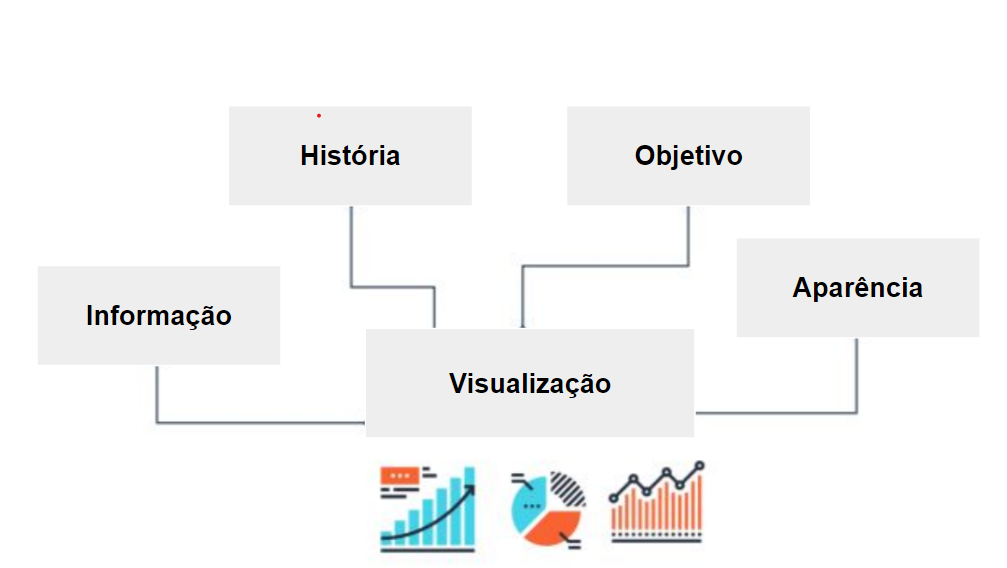 História
Objetivo
Informação
Aparência
Visualização